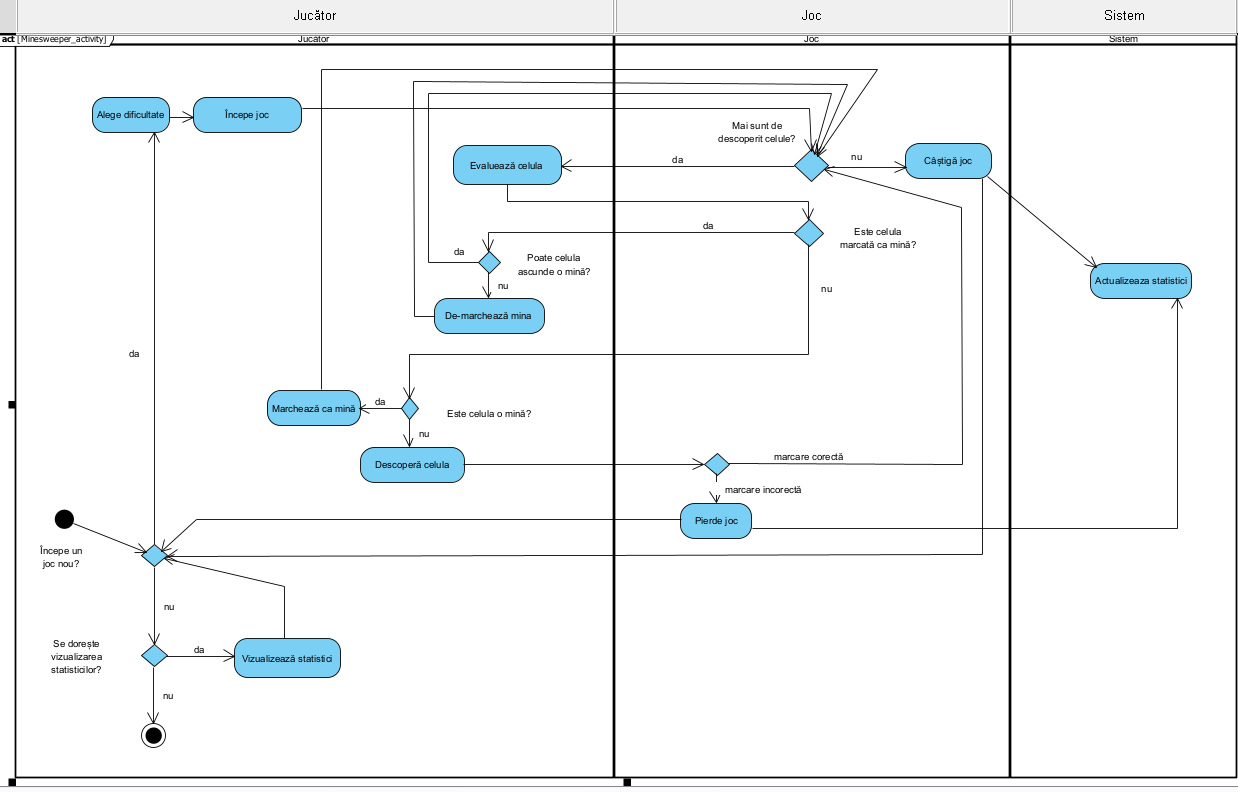 Jucător
Joc
Sistem
act [Minesweeper_activity]
Jucător
Joc
Sistem
Alege dificultate
Începe joc
Mai sunt de
descoperit celule?
Evaluează celula
da
nu
Câștigă joc
da
Este celula
marcată ca mină?
da
Poate celula
ascunde o mină?
nu
nu
Actualizeaza statistici
De-marchează mina
da
Marchează ca mină
da
Este celula o mină?
nu
Descoperă celula
marcare corectă
marcare incorectă
Pierde joc
Începe un
joc nou?
nu
Se dorește
vizualizarea
statisticilor?
da
Vizualizează statistici
nu